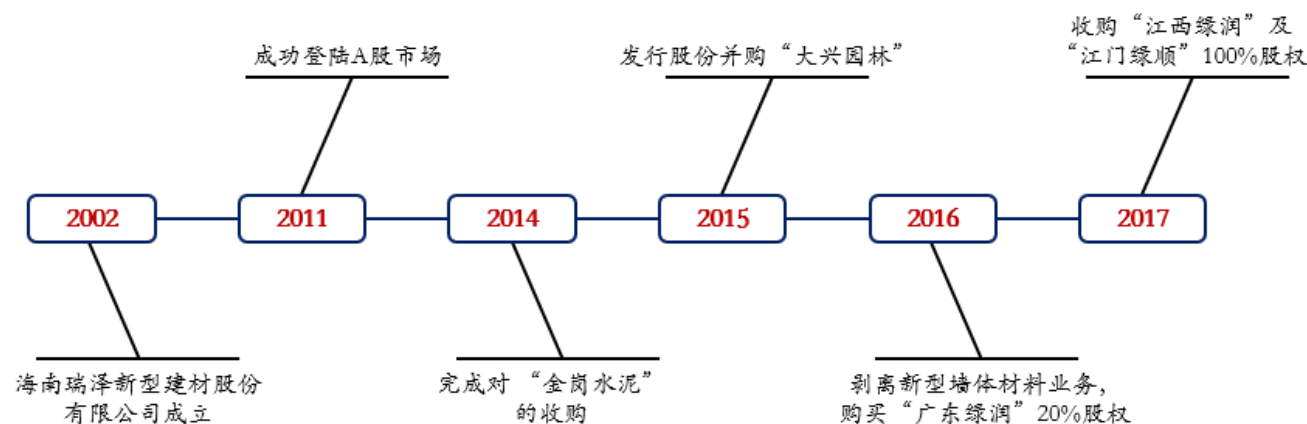 成功登陆A股市场
发行股份并购“大兴园林”
收购“江西绿润”及
“江门绿顺”100%股权
2002
2011
2014
2015
2016
2017
海南瑞泽新型建材股份
有限公司成立
完成对 “金岗水泥”
的收购
剥离新型墙体材料业务,
购买“广东绿润”20%股权